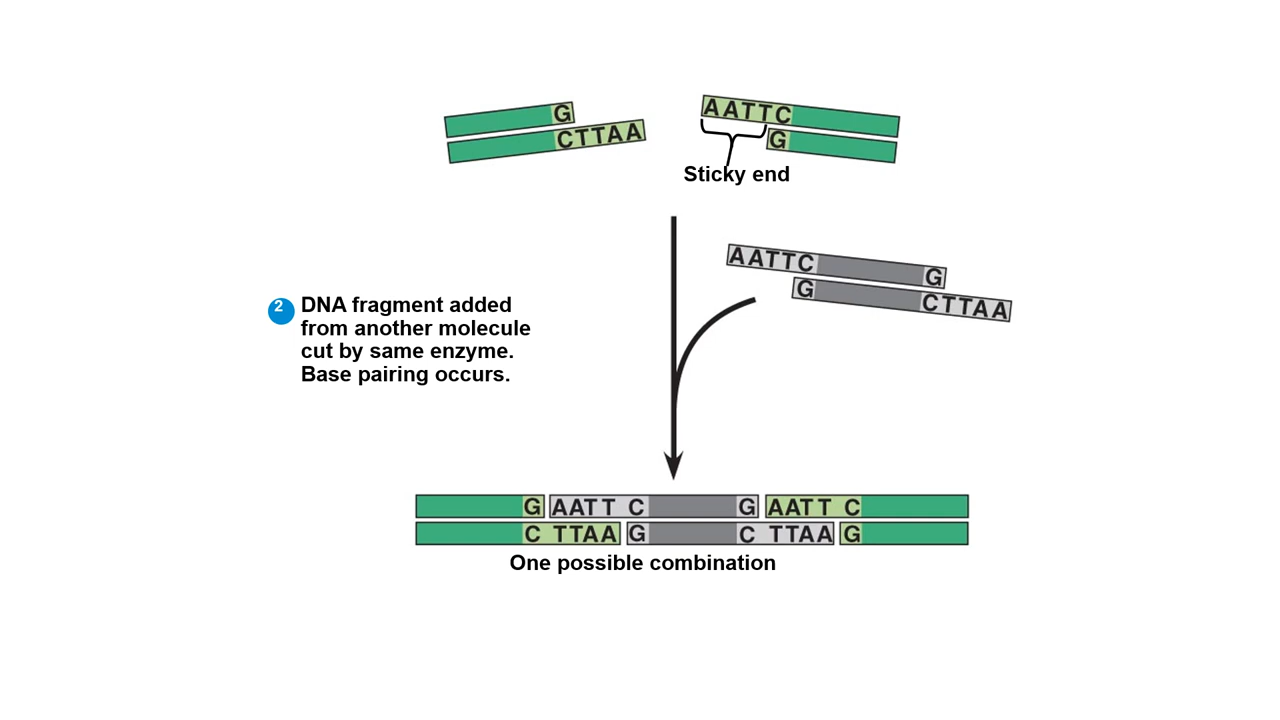 G
CTTAA
AATTC
G
Sticky end
AATTC G
G CTTAA
2
DNA fragment added
from another molecule
cut by same enzyme.
Base pairing occurs.
G AATT C G AATT C
C TTAA G C TTAA G
One possible combination